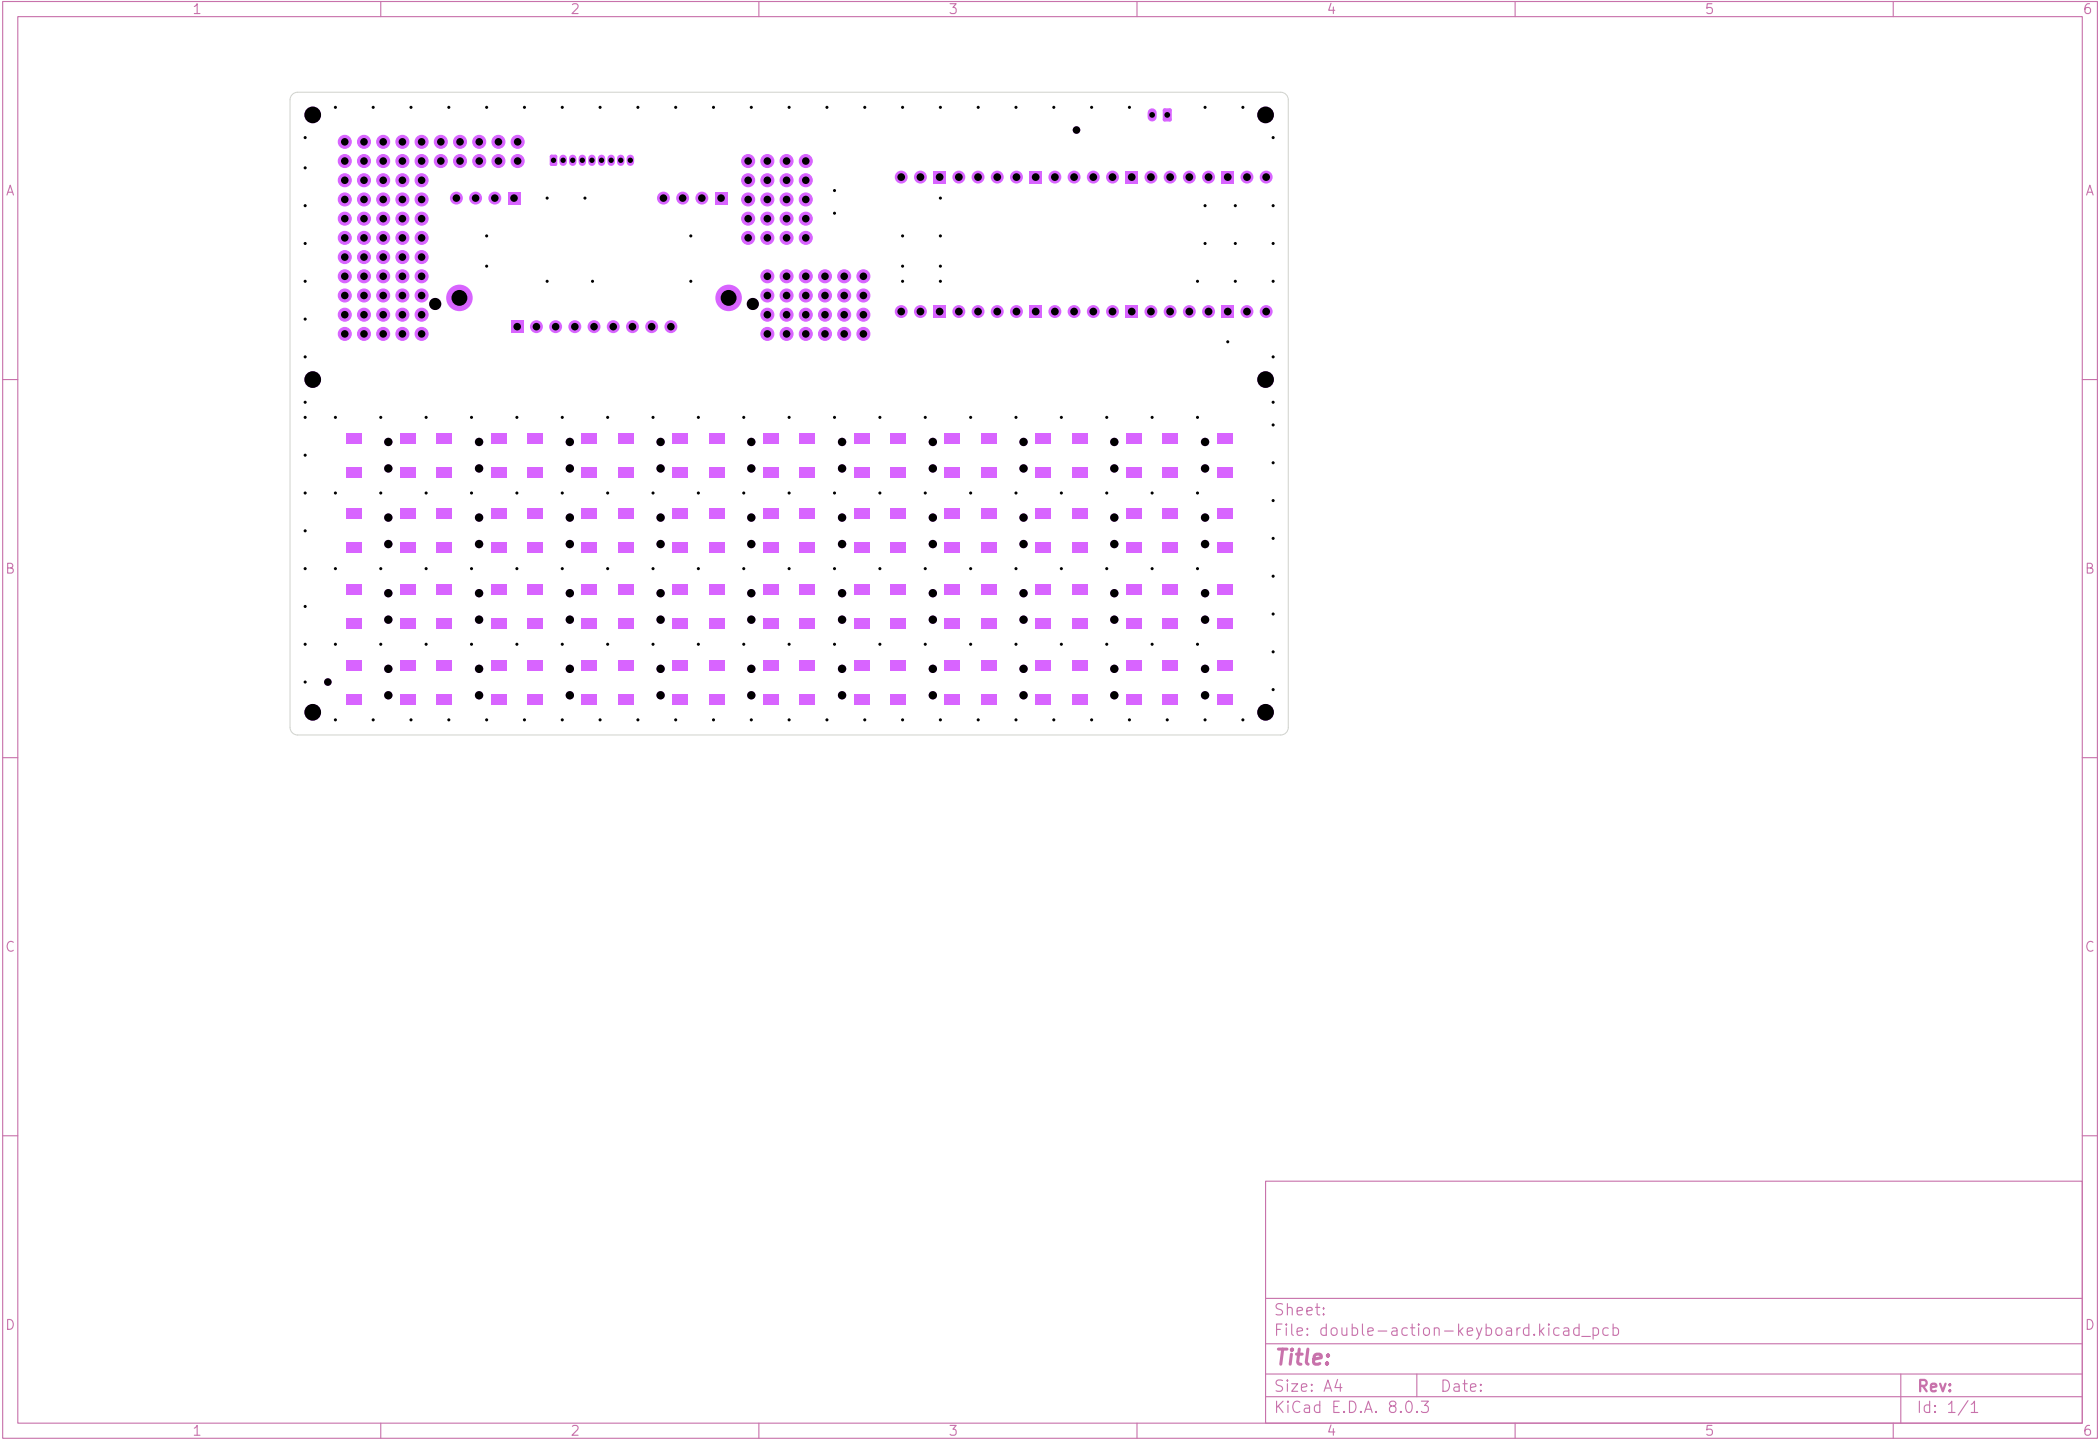 1 2 3 4 5 6
A A
B B
C C
D D
Sheet:
File: double-action-keyboard.kicad_pcb
Title:
Size: A4 Date: Rev:
KiCad E.D.A. 8.0.3 Id: 1/1
1 2 3 4 5 6